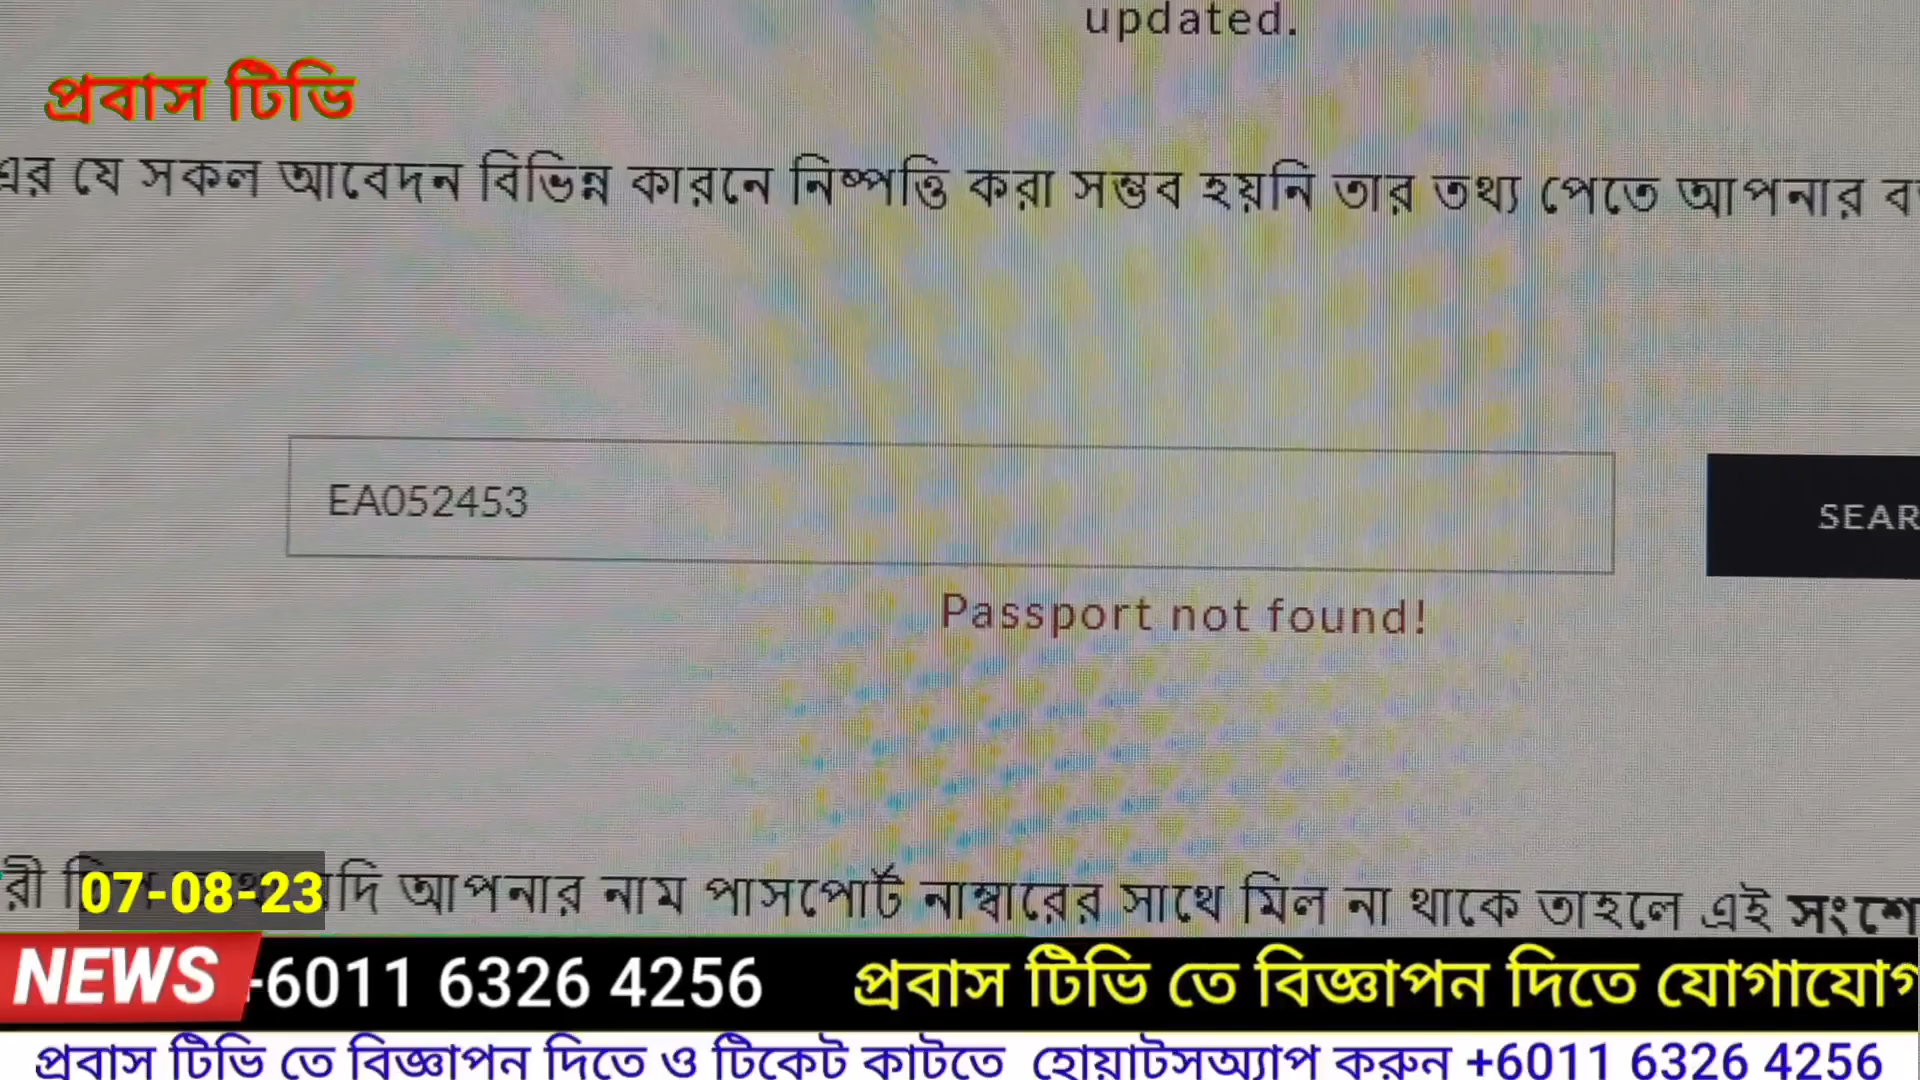 updated.
প্রবাস টিভি
এর যে সকল আবেদন বিভিন্ন কারনে নিষ্পত্তি করা সম্ভব হয়নি তার তথ্য পেতে আপনার
EA052453
SEAR
Passport not found!
রী যদি আপনার নাম পাসপোর্ট নাম্বারের সাথে মিল না থাকে তাহলে এই সংশো
07-08-23
NEWS +6011 6326 4256 প্রবাস টিভি তে বিজ্ঞাপন দিতে যোগাযোগ
প্রবাস টিভি তে বিজ্ঞাপন দিতে ও টিকেট কাটতে হোয়াটসঅ্যাপ করুন +6011 6326 4256